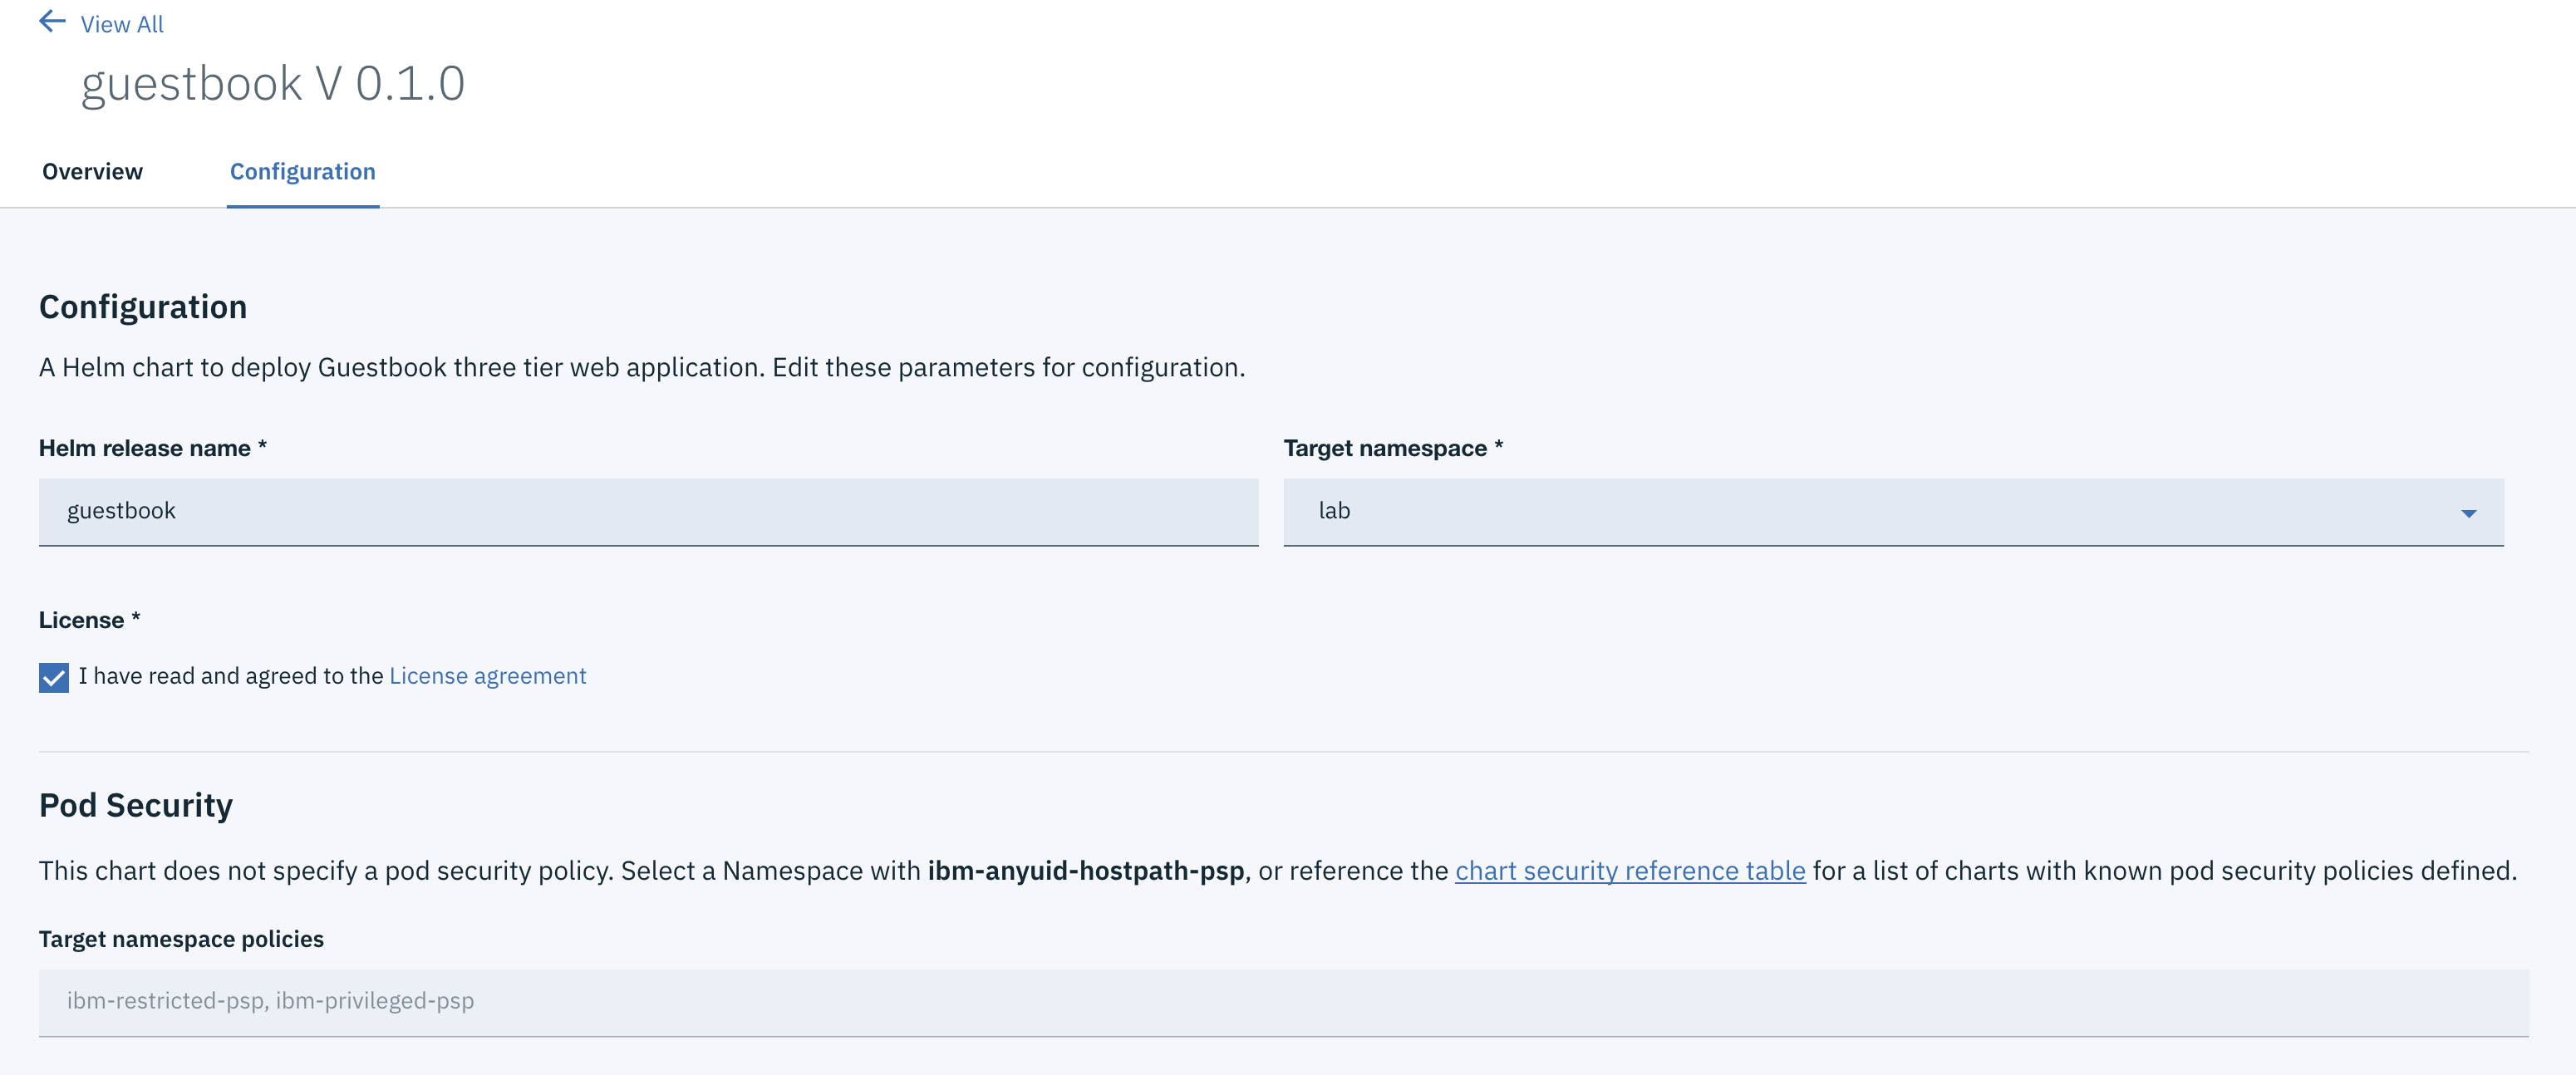 View All
guestbook V 0.1.0
Overview Configuration
Configuration
A Helm chart to deploy Guestbook three tier web application. Edit these parameters for configuration.
Helm release name * Target namespace *
guestbook lab
License *
I have read and agreed to the License agreement
Pod Security
This chart does not specify a pod security policy. Select a Namespace with ibm-anyuid-hostpath-psp, or reference the chart security reference table for a list of charts with known pod security policies defined.
Target namespace policies
ibm-restricted-psp, ibm-privileged-psp